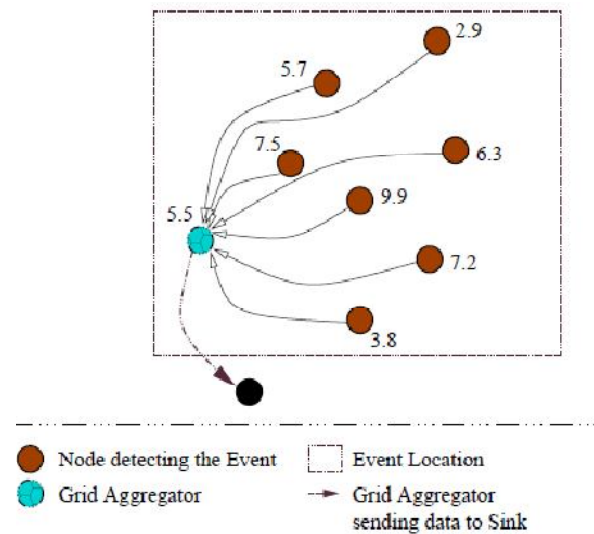 2.9
5.7
7.5
6.3
5.5
9.9
7.2
3.8
Node detecting the Event
Event Location
Grid Aggregator
Grid Aggregator
sending data to Sink